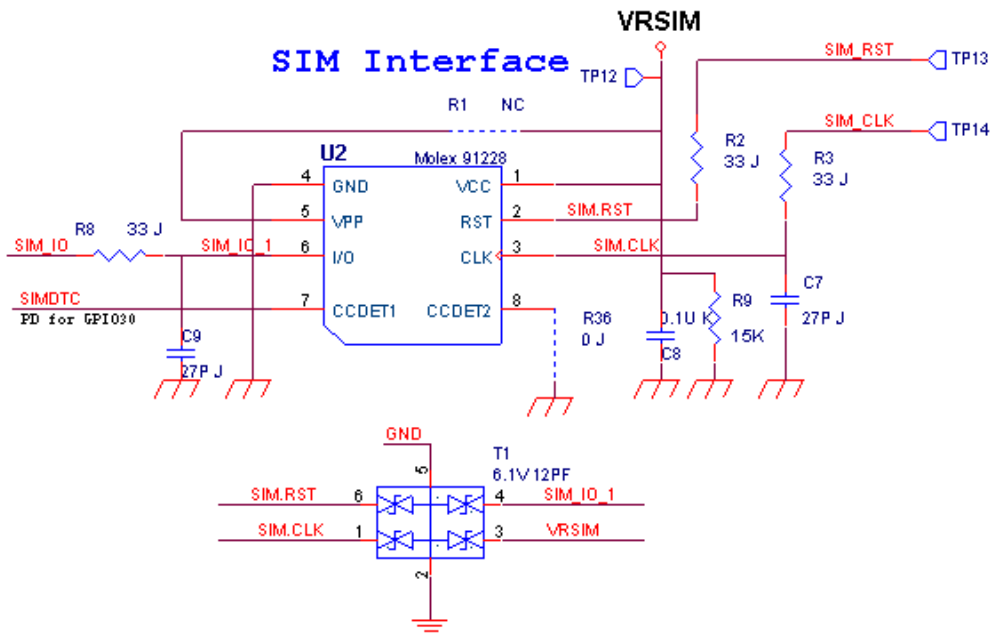 VRSIM
SIM Interface
TP12
SIM_RST
TP13
R1 NC
SIM_CLK
TP14
R2
33 J
R3
33 J
U2
Molex 91228
4 GND VCC 1
5 VPP RST 2 SIM.RST
R8 33 J
SIM_IO SIM_IO_1 6 I/O CLK 3 SIM.CLK
SIMDTC 7 CCDET1 CCDET2 8
PD for GPIO30
C9
27P J
R36
0 J
0.1U K
C8
R9
15K
C7
27P J
GND
5
T1
6.1V12PF
SIM.RST 6 4 SIM_IO_1
SIM.CLK 1 3 VRSIM
2